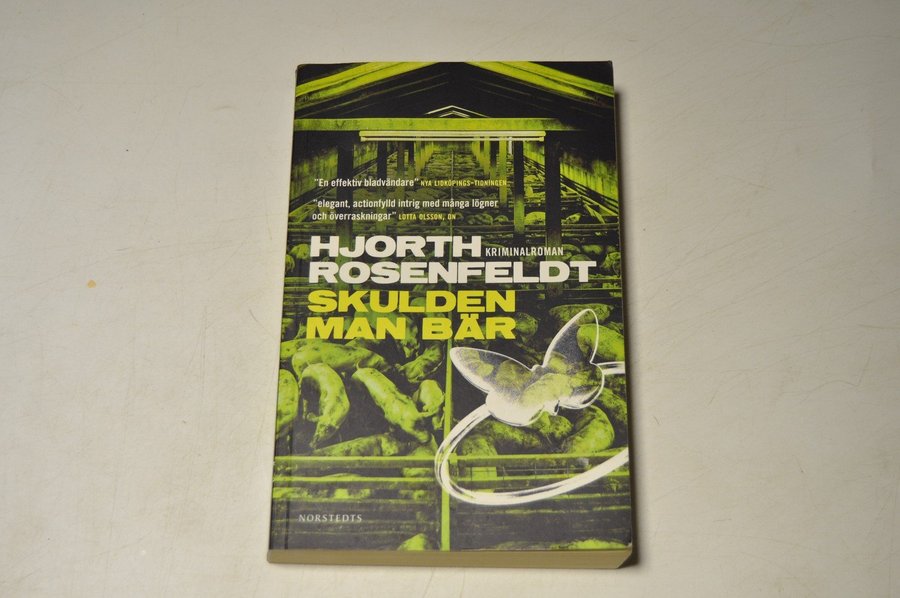 "En effektiv bladvändare" NYA LIDKÖPINGS-TIDNINGEN
"elegant, actionfylld intrig med många lögner
och överraskningar" LOTTA OLSSON, DN
HJORTH KRIMINALROMAN
ROSENFELDT
SKULDEN
MAN BÄR
NORSTEDTS